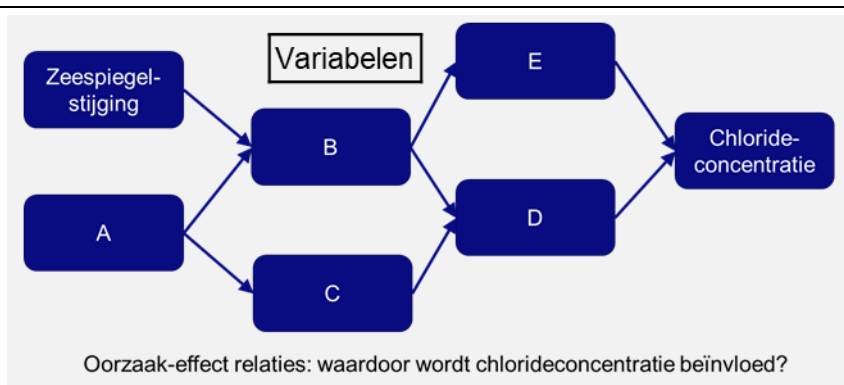 Variabelen
Zeespiegel-
stijging
A
B
C
E
D
Chloride-
concentratie
Oorzaak-effect relaties: waardoor wordt chlorideconcentratie beïnvloed?